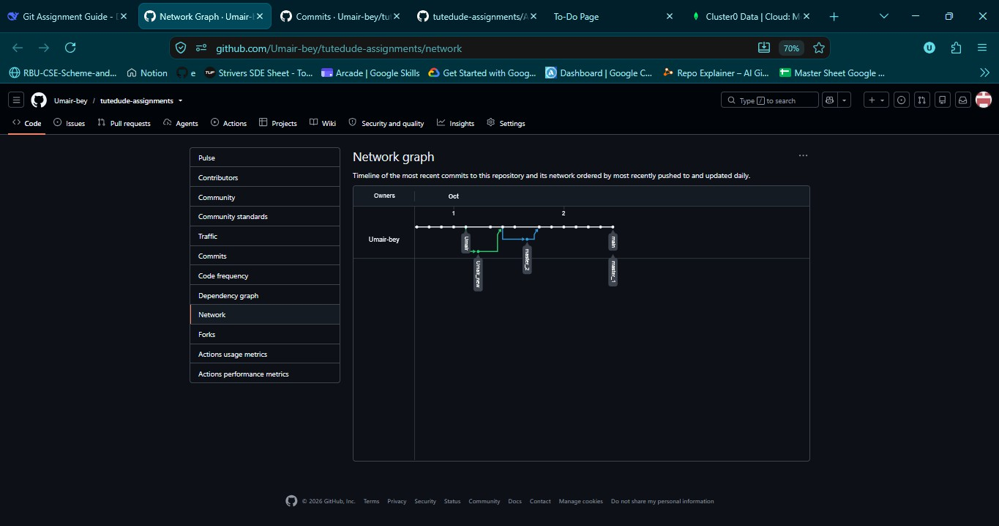 Git Assignment Guide - [
Network Graph · Umair-l
Commits · Umair-bey/tut
tutedude-assignments/A
To-Do Page
Cluster0 Data | Cloud: M
github.com/Umair-bey/tutedude-assignments/network
70%
U
RBU-CSE-Scheme-and...
Notion
e
TUF
Strivers SDE Sheet - To...
Arcade | Google Skills
Get Started with Goog...
Dashboard | Google C...
Repo Explainer – AI Gi...
Master Sheet Google ...
Umair-bey / tutedude-assignments
Type / to search
Code
Issues
Pull requests
Agents
Actions
Projects
Wiki
Security and quality
Insights
Settings
Pulse
Contributors
Community
Community standards
Traffic
Commits
Code frequency
Dependency graph
Network
Forks
Actions usage metrics
Actions performance metrics
Network graph
Timeline of the most recent commits to this repository and its network ordered by most recently pushed to and updated daily.
Owners
Oct
1
2
Umair-bey
Umair
Umair_new
master_2
main
master_1
© 2026 GitHub, Inc.
Terms
Privacy
Security
Status
Community
Docs
Contact
Manage cookies
Do not share my personal information